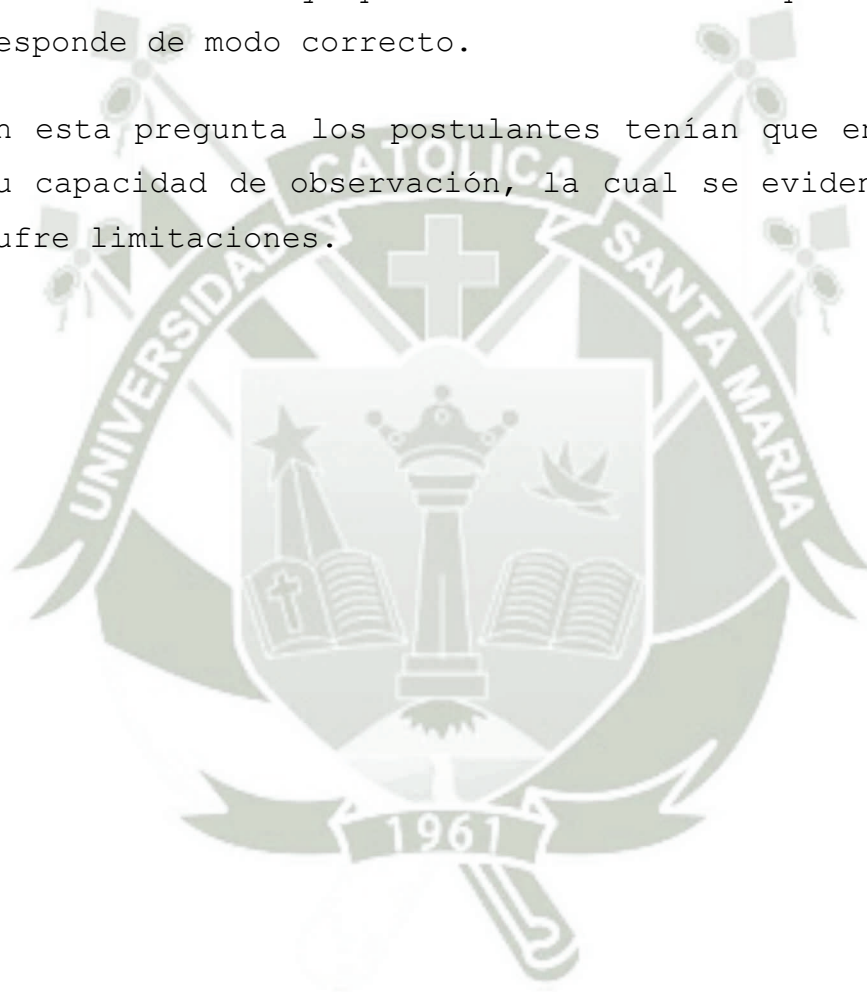 esponde de modo correcto.
n esta pregunta los postulantes tenían que en
u capacidad de observación, la cual se eviden
ufre limitaciones.
UNIVERSIDAD CATOLICA SANTA MARIA
1961